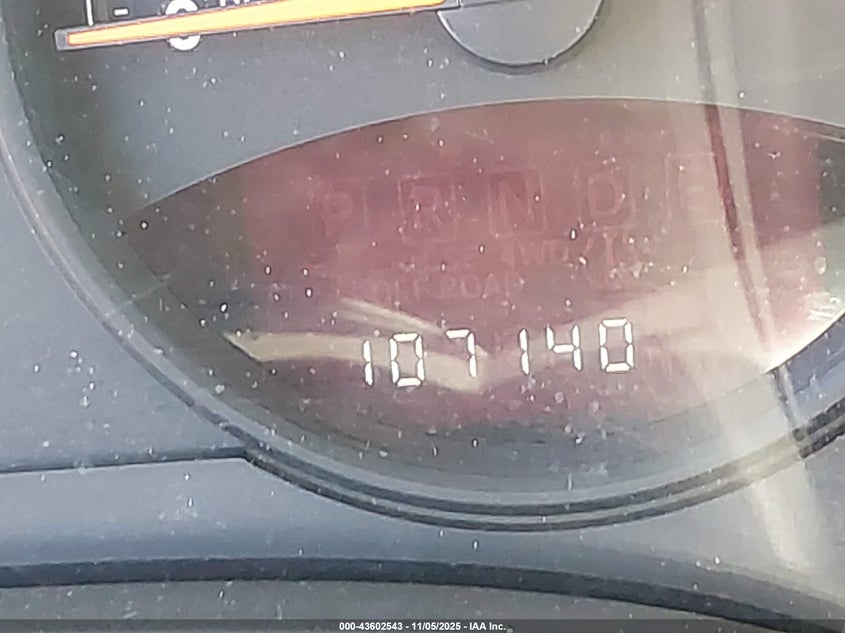 P R N D
4WD
OFF ROAD
107140
000-43602543 - 11/05/2025 - IAA Inc.